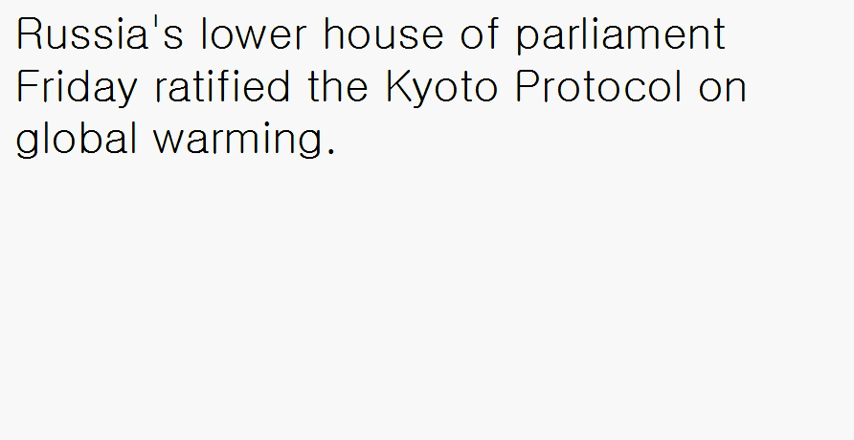 Russia's lower house of parliament
Friday ratified the Kyoto Protocol on
global warming.